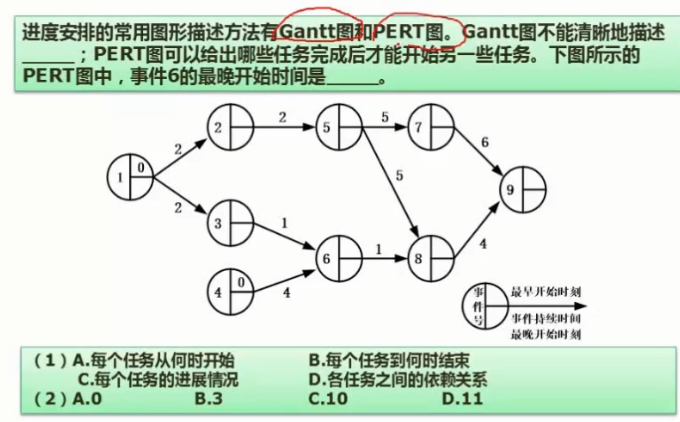 进度安排的常用图形描述方法有Gantt图和PERT图。Gantt图不能清晰地描述
_____；PERT图可以给出哪些任务完成后才能开始另一些任务。下图所示的
PERT图中，事件6的最晚开始时间是_____。
2 2 5 5 7
1 0 2 5 6
9
2 3 1
6 1 8 4
4 0 4
事件号
最早开始时刻
事件持续时间
最晚开始时刻
（1）A.每个任务从何时开始 B.每个任务到何时结束
C.每个任务的进展情况 D.各任务之间的依赖关系
（2）A.0 B.3 C.10 D.11